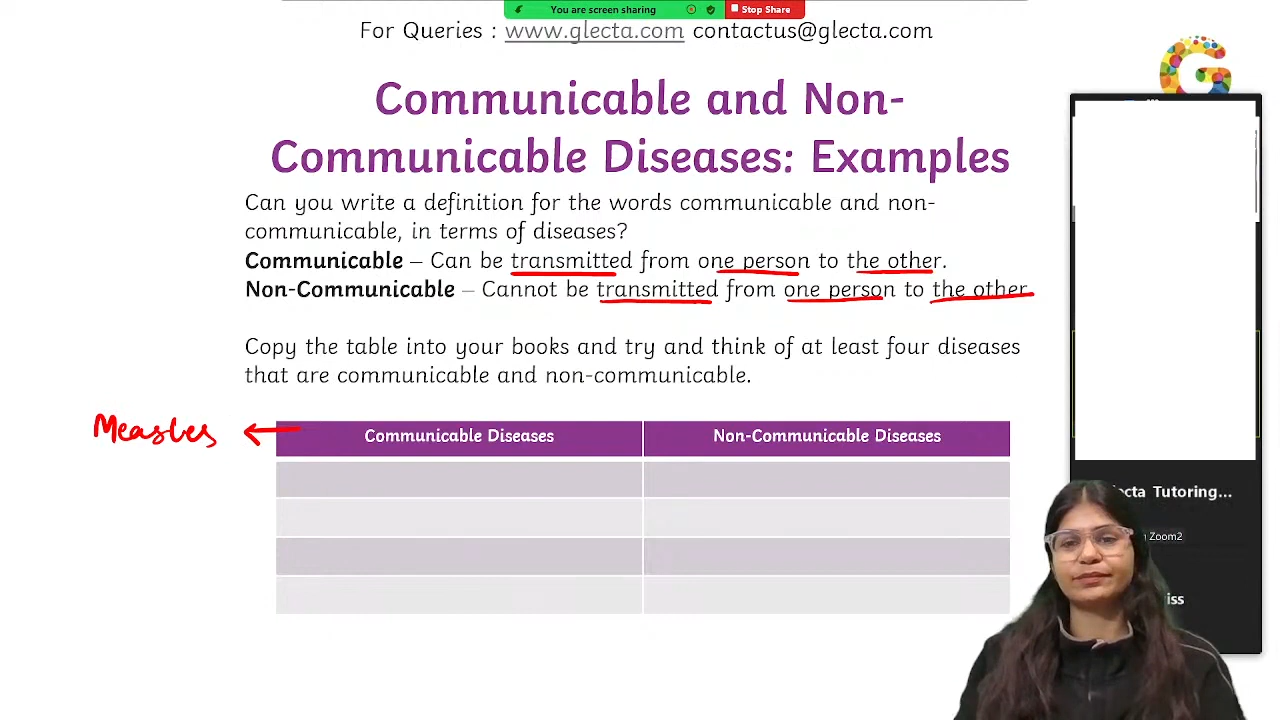 You are screen sharing
Stop Share
For Queries : www.glecta.com contactus@glecta.com
Communicable and Non-
Communicable Diseases: Examples
Can you write a definition for the words communicable and non-
communicable, in terms of diseases?
Communicable – Can be transmitted from one person to the other.
Non-Communicable – Cannot be transmitted from one person to the other
Copy the table into your books and try and think of at least four diseases
that are communicable and non-communicable.
Measles
Communicable Diseases Non-Communicable Diseases
Tutoring...
Zoom2